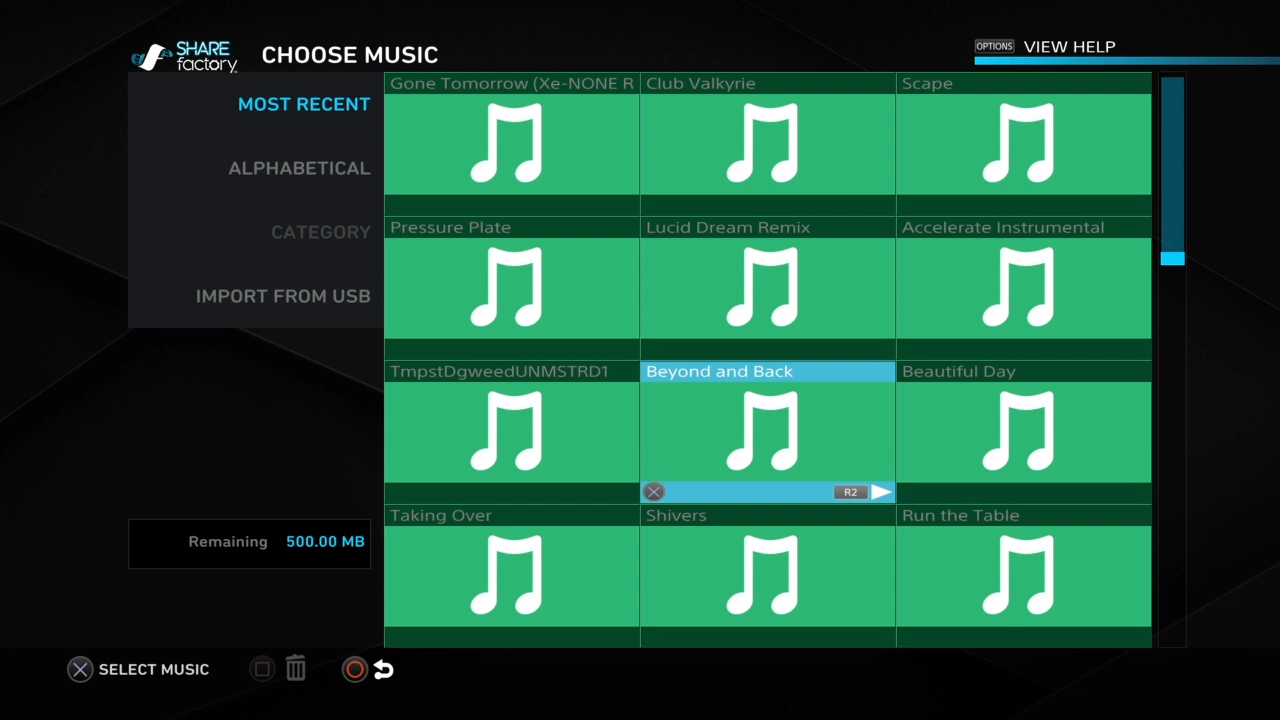 SHARE
factory
CHOOSE MUSIC
OPTIONS VIEW HELP
MOST RECENT
ALPHABETICAL
CATEGORY
IMPORT FROM USB
Remaining 500.00 MB
Gone Tomorrow (Xe-NONE R
Club Valkyrie
Scape
Pressure Plate
Lucid Dream Remix
Accelerate Instrumental
TmpstDgweedUNMSTRD1
Beyond and Back
Beautiful Day
R2
Taking Over
Shivers
Run the Table
SELECT MUSIC